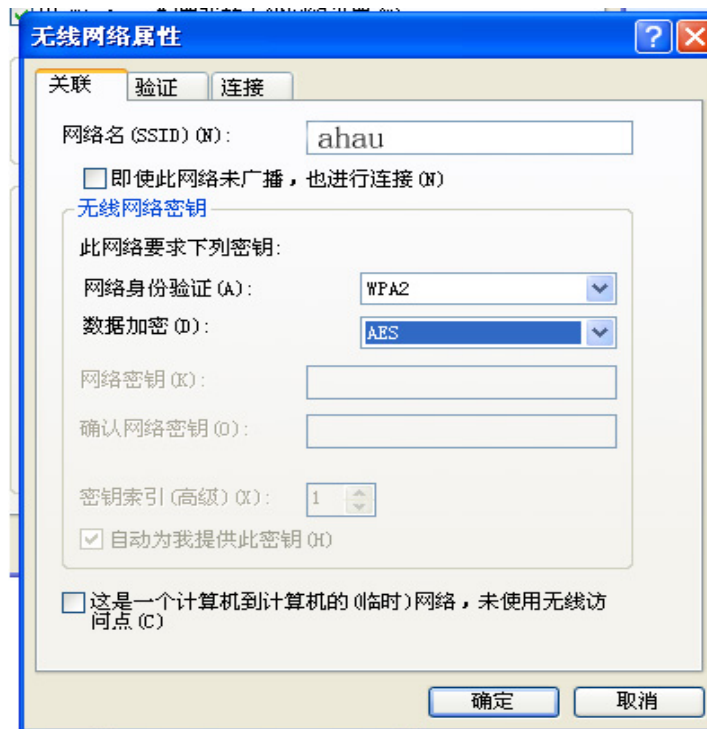 无线网络属性
关联 验证 连接
网络名(SSID)(N): ahau
即使此网络未广播，也进行连接(N)
无线网络密钥
此网络要求下列密钥:
网络身份验证(A): WPA2
数据加密(D): AES
网络密钥(K):
确认网络密钥(O):
密钥索引(高级)(X): 1
自动为我提供此密钥(H)
这是一个计算机到计算机的(临时)网络，未使用无线访
问点(C)
确定 取消